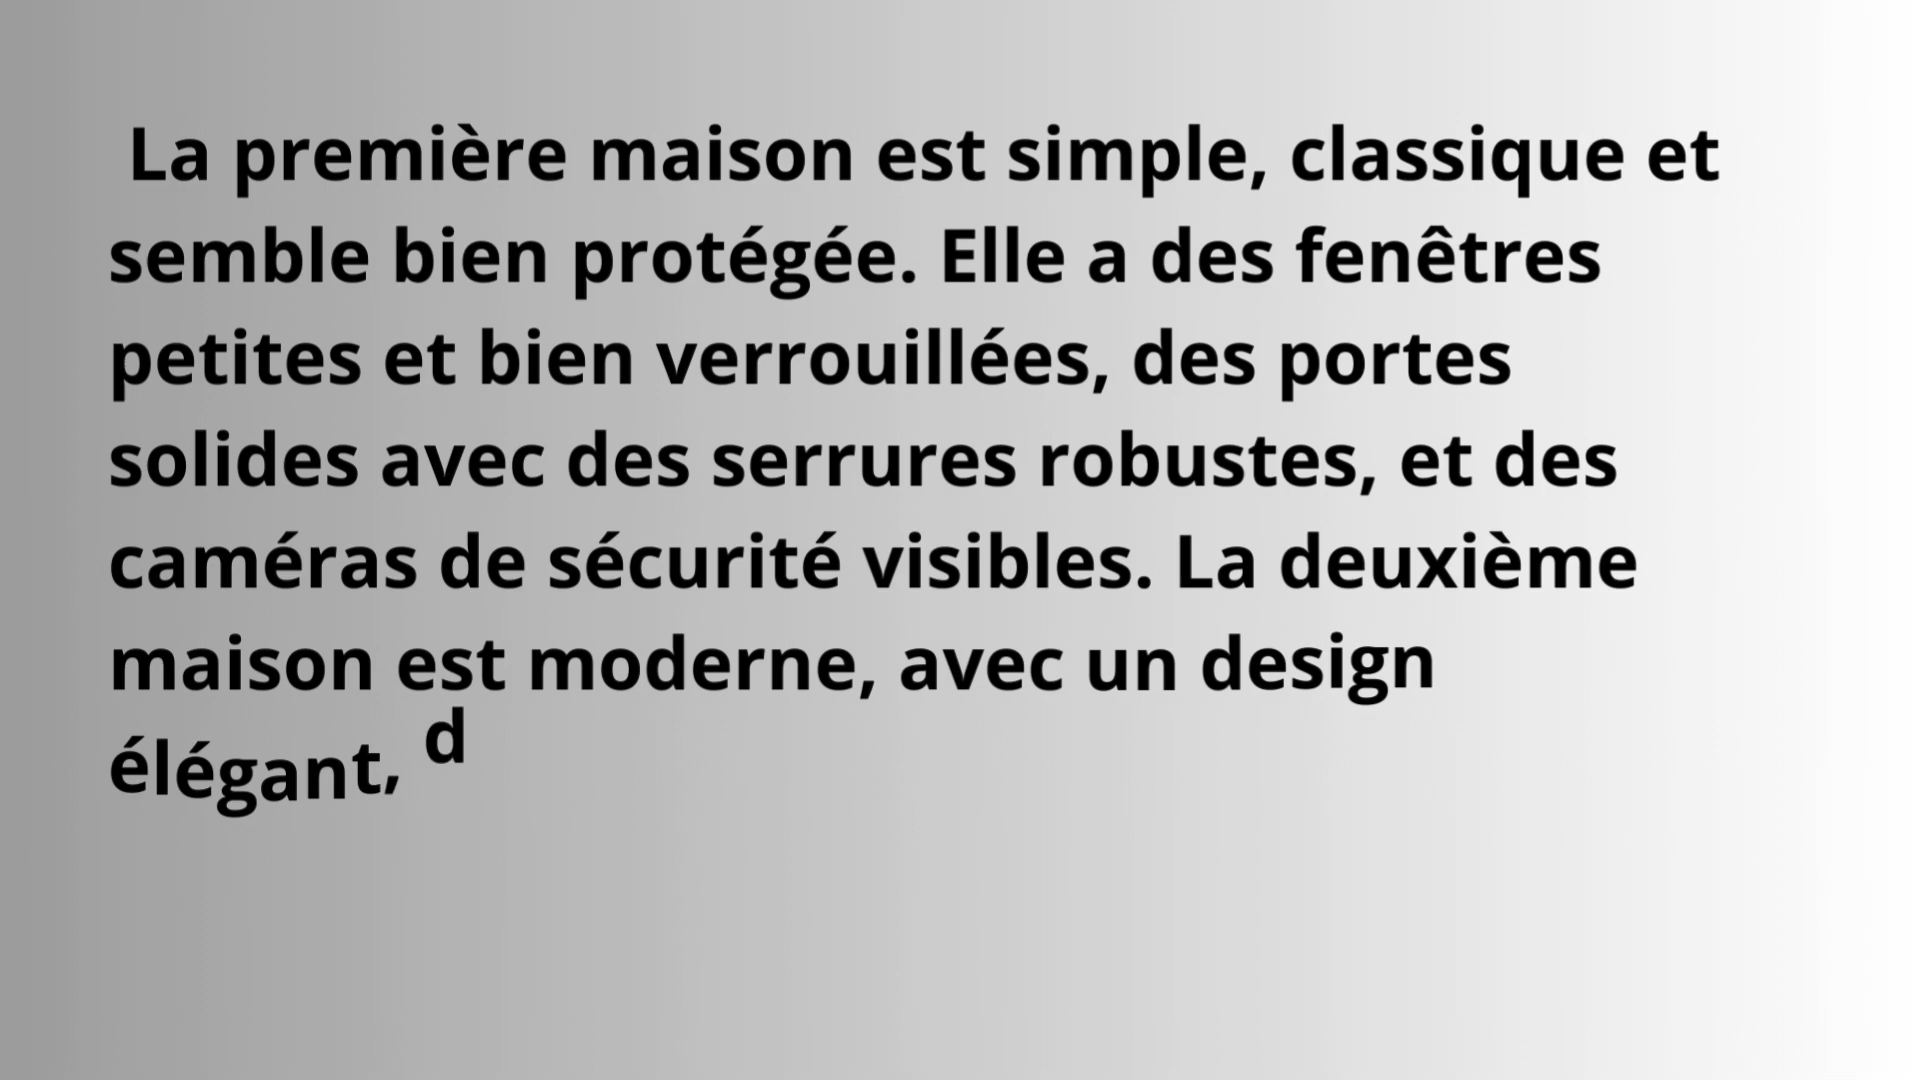 La première maison est simple, classique et
semble bien protégée. Elle a des fenêtres
petites et bien verrouillées, des portes
solides avec des serrures robustes, et des
caméras de sécurité visibles. La deuxième
maison est moderne, avec un design
élégant, d